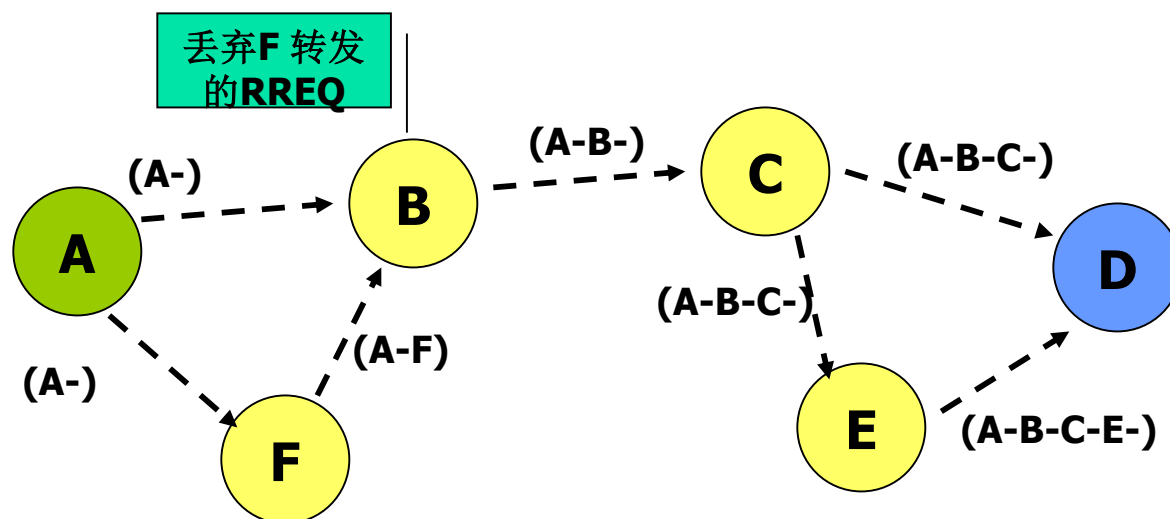 丢弃F 转发
的RREQ
(A-)
(A-B-)
(A-B-C-)
A
B
C
D
(A-B-C-)
(A-F)
(A-)
F
E
(A-B-C-E-)